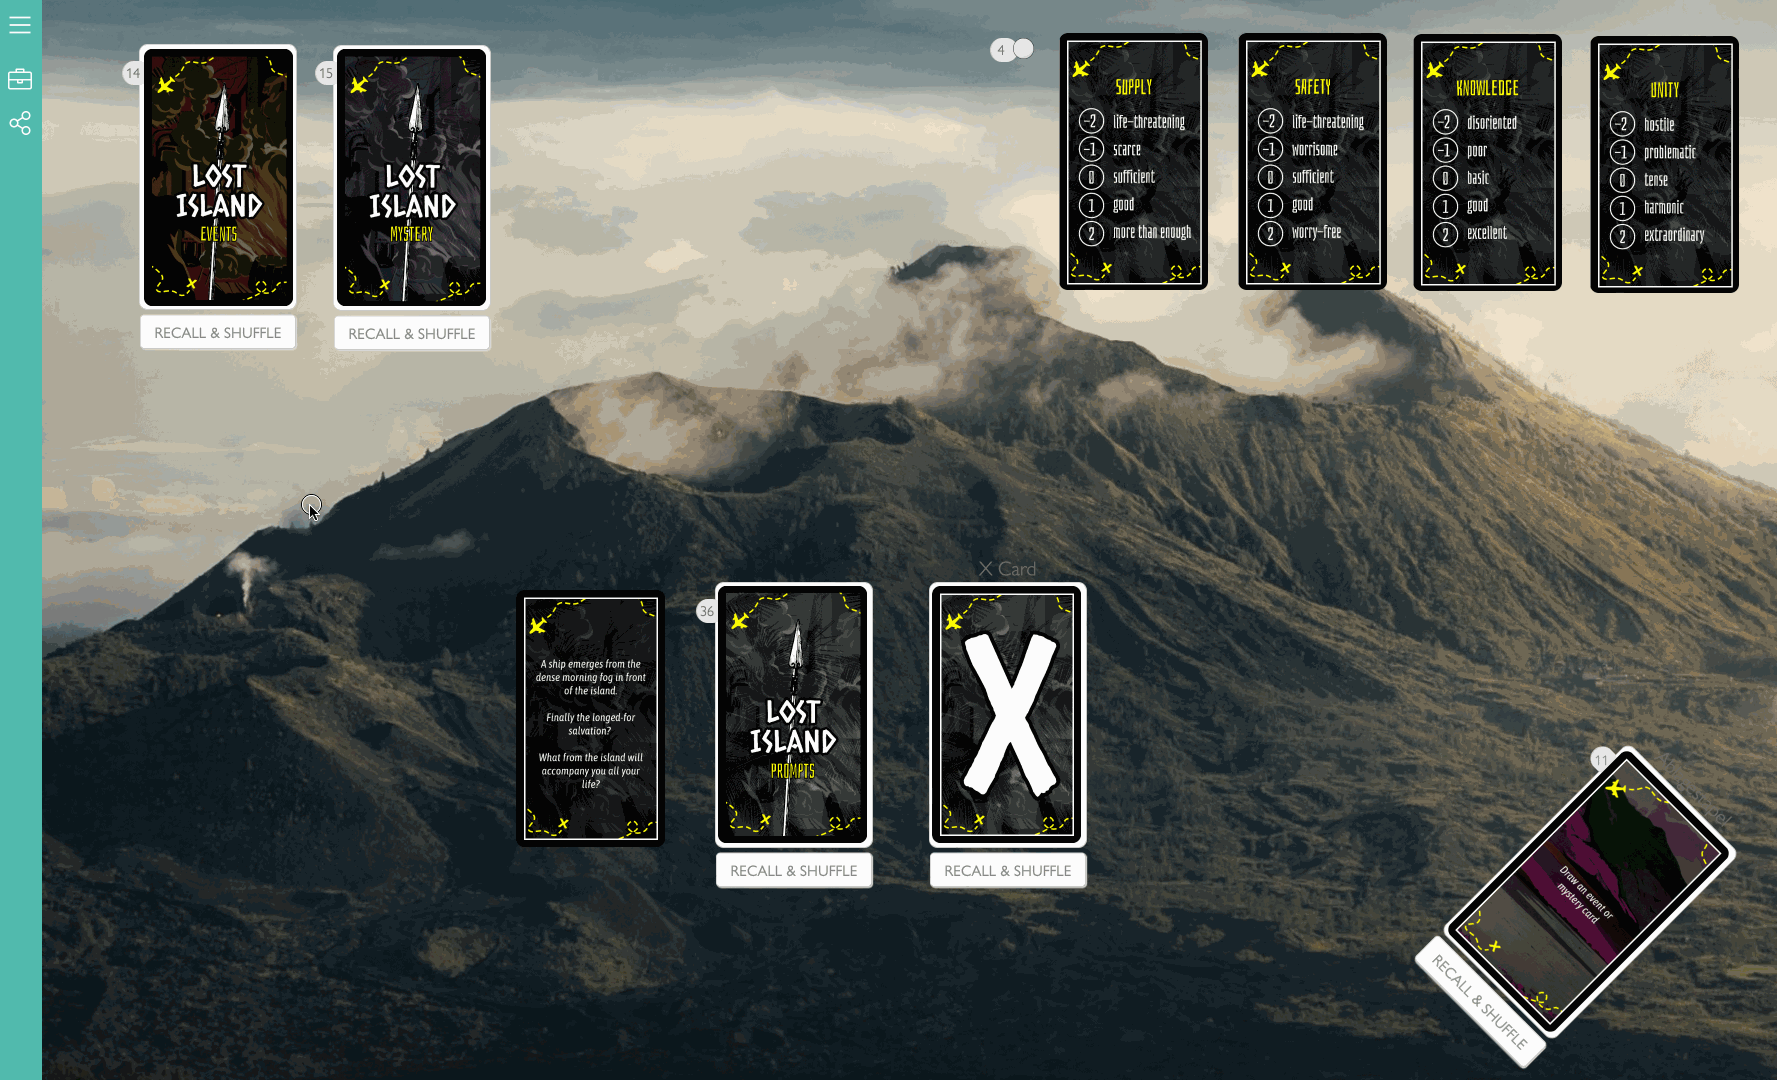 14
LOST
ISLAND
EVENTS
RECALL & SHUFFLE
15
LOST
ISLAND
MYSTERY
RECALL & SHUFFLE
4
SUPPLY
-2 life-threatening
-1 scarce
0 sufficient
1 good
2 more than enough
SAFETY
-2 life-threatening
-1 worrisome
0 sufficient
1 good
2 worry-free
KNOWLEDGE
-2 disoriented
-1 poor
0 basic
1 good
2 excellent
UNITY
-2 hostile
-1 problematic
0 tense
1 harmonic
2 extraordinary
A ship emerges from the
dense morning fog in front
of the island.
Finally the longed-for
salvation?
What from the island will
accompany you all your
life?
36
LOST
ISLAND
PROMPTS
RECALL & SHUFFLE
X Card
X
RECALL & SHUFFLE
11
Draw an event or
mystery card
RECALL & SHUFFLE